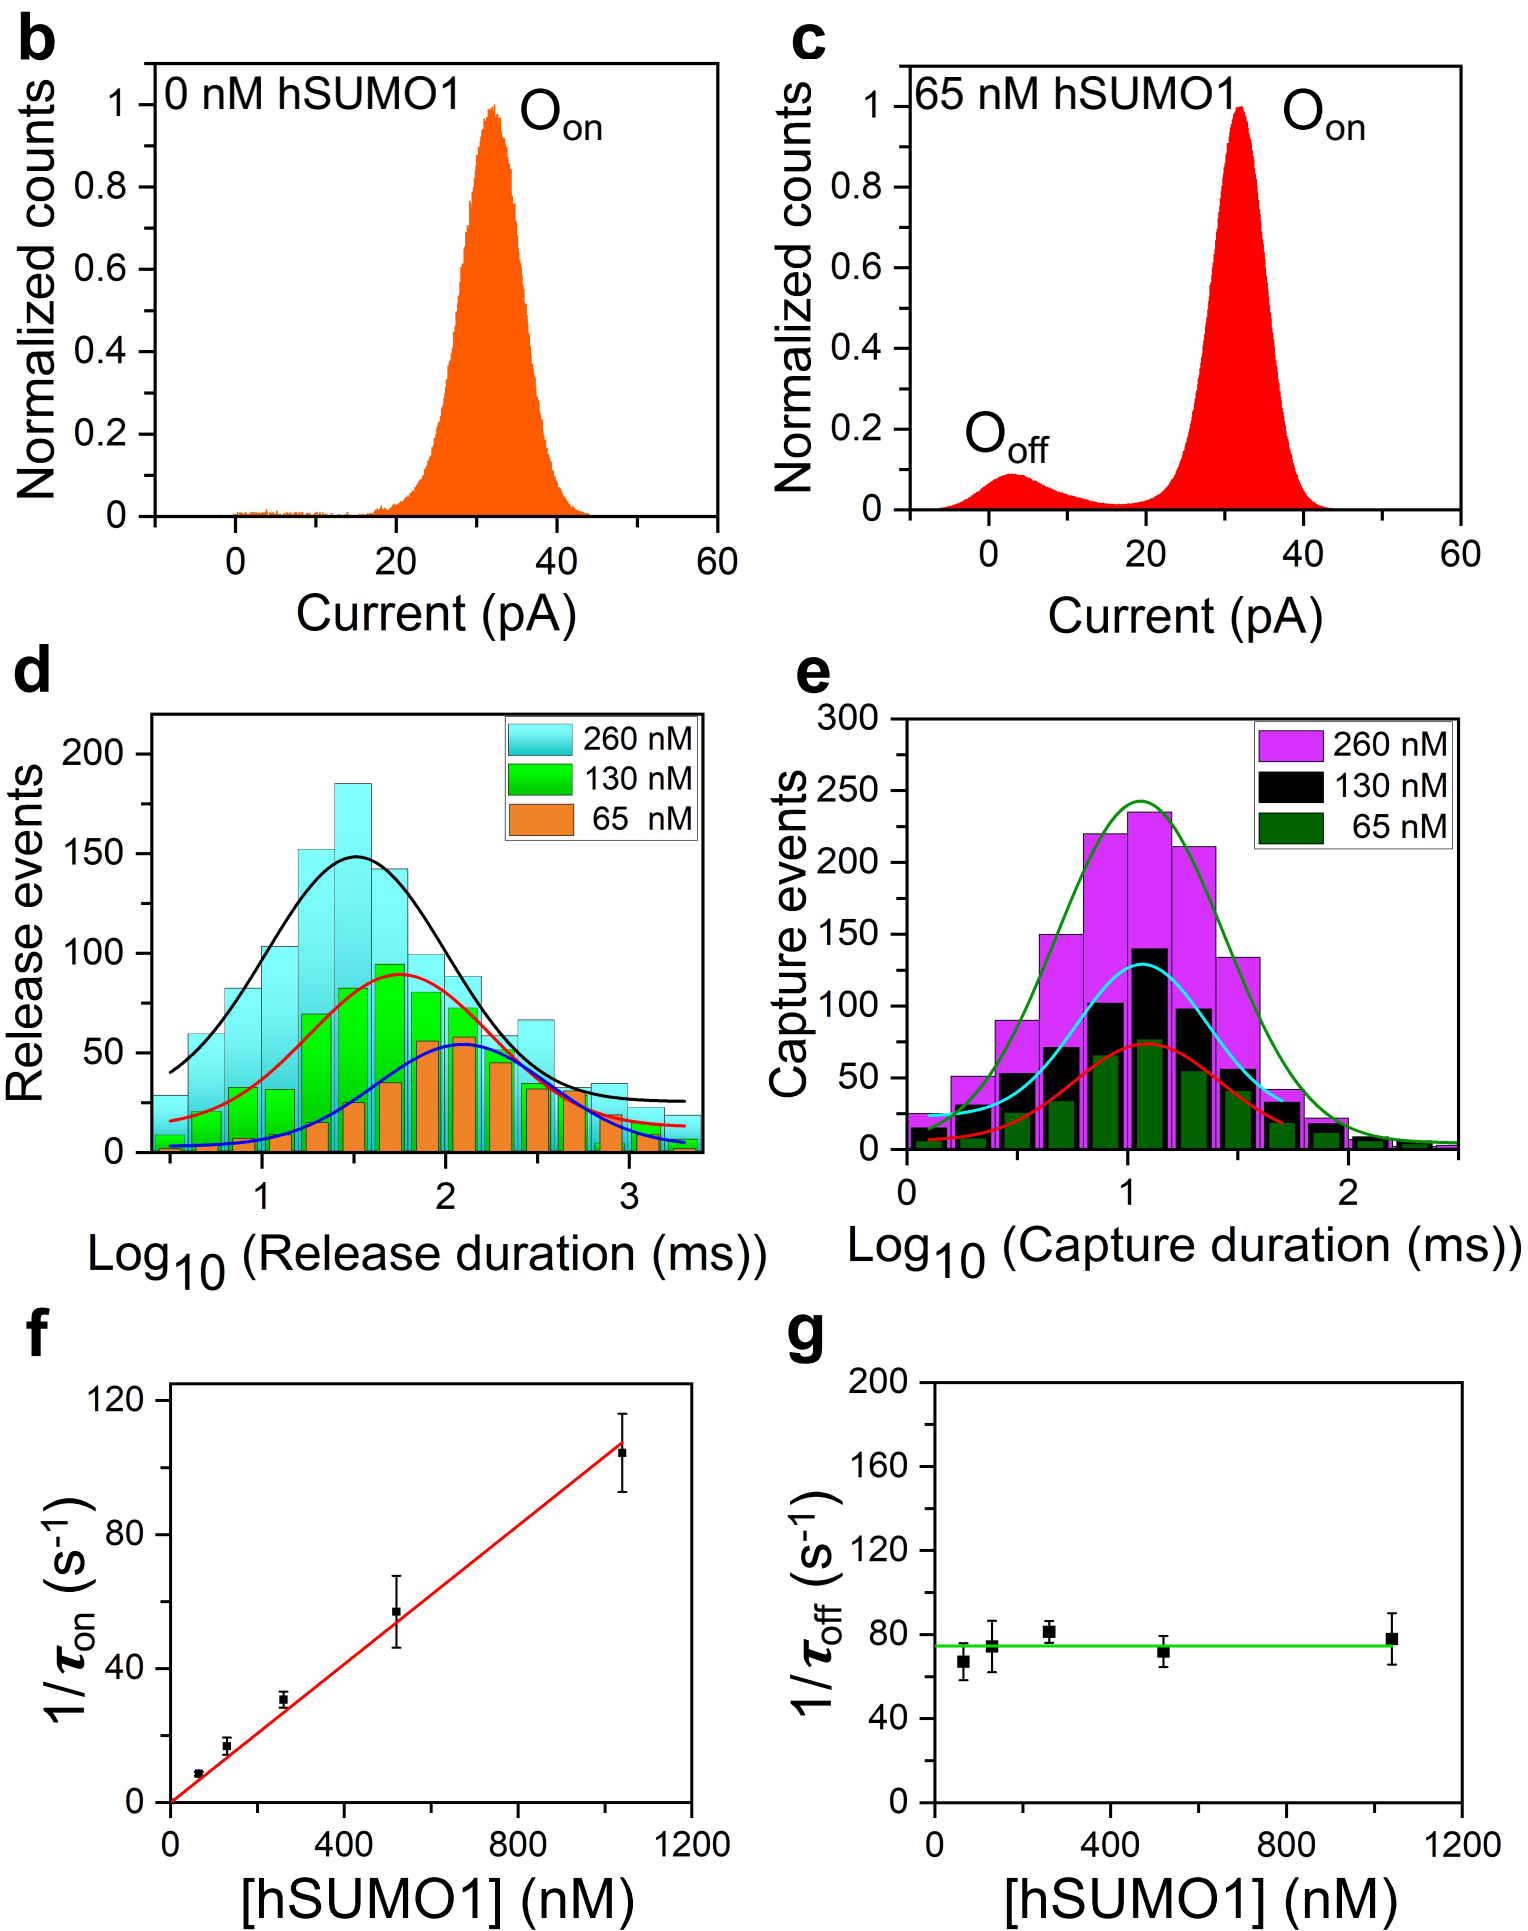 b
0 nM hSUMO1
O_on
Normalized counts
1
0.8
0.6
0.4
0.2
0
0 20 40 60
Current (pA)
c
65 nM hSUMO1
O_on
O_off
Normalized counts
1
0.8
0.6
0.4
0.2
0
0 20 40 60
Current (pA)
d
260 nM
130 nM
65 nM
Release events
200
150
100
50
0
1 2 3
Log10 (Release duration (ms))
e
260 nM
130 nM
65 nM
Capture events
300
250
200
150
100
50
0
0 1 2
Log10 (Capture duration (ms))
f
1/τon (s-1)
120
80
40
0
0 400 800 1200
[hSUMO1] (nM)
g
1/τoff (s-1)
200
160
120
80
40
0
0 400 800 1200
[hSUMO1] (nM)